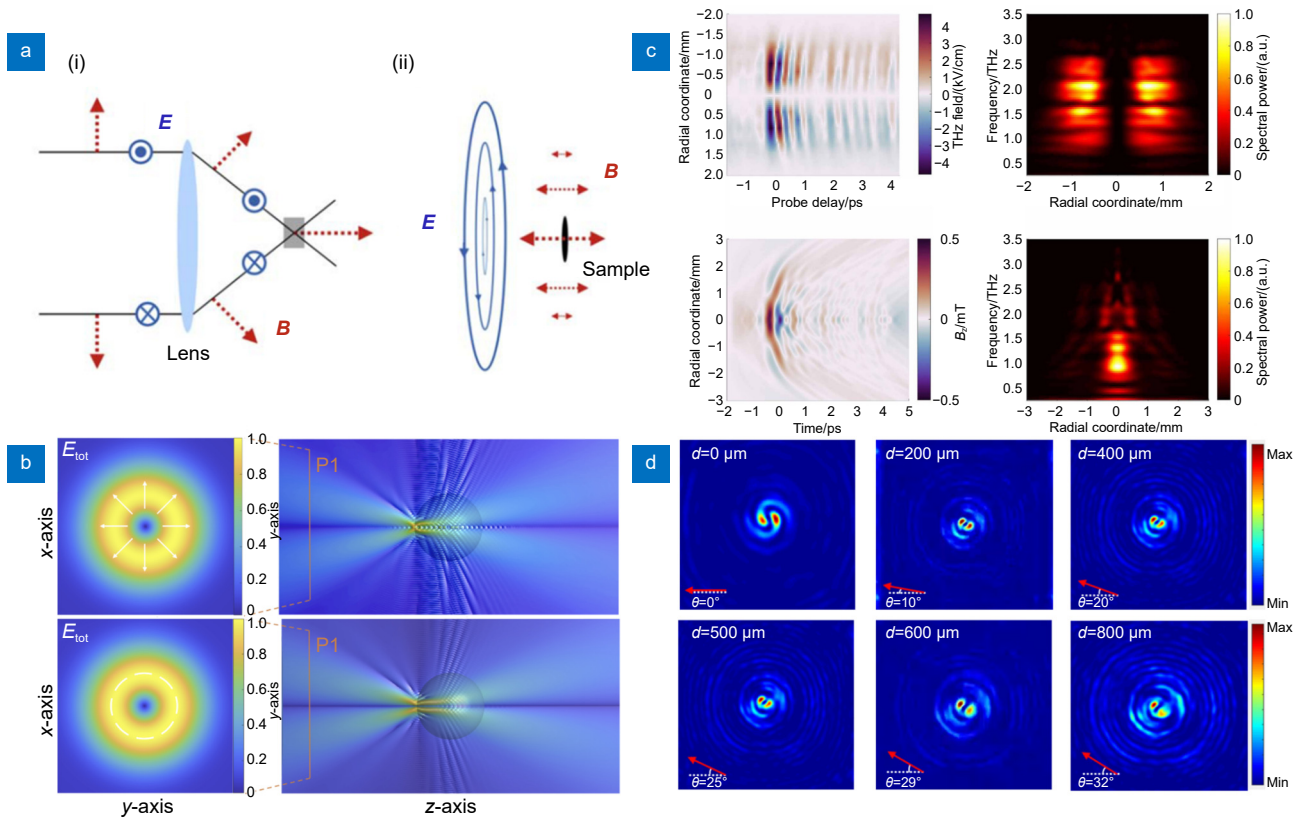 a
(i)
(ii)
E
B
Lens
E
B
Sample
b
E_tot
x-axis
1.0
0.8
0.6
0.4
0.2
0
P1
y-axis
E_tot
x-axis
1.0
0.8
0.6
0.4
0.2
0
P1
y-axis
y-axis
z-axis
c
−2.0
−1.5
−1.0
−0.5
0
0.5
1.0
1.5
2.0
Radial coordinate/mm
−1 0 1 2 3 4
Probe delay/ps
4
3
2
1
0
−1
−2
−3
−4
THz field/(kV/cm)
3.5
3.0
2.5
2.0
1.5
1.0
0.5
Frequency/THz
−2 −1 0 1 2
Radial coordinate/mm
1.0
0.8
0.6
0.4
0.2
0
Spectral power/(a.u.)
3
2
1
0
−1
−2
−3
Radial coordinate/mm
−2 −1 0 1 2 3 4 5
Time/ps
0.5
0
−0.5
B_z/mT
3.5
3.0
2.5
2.0
1.5
1.0
0.5
Frequency/THz
−3 −2 −1 0 1 2 3
Radial coordinate/mm
1.0
0.8
0.6
0.4
0.2
0
Spectral power/(a.u.)
d
d=0 μm
θ=0°
d=200 μm
θ=10°
d=400 μm
θ=20°
Max
Min
d=500 μm
θ=25°
d=600 μm
θ=29°
d=800 μm
θ=32°
Max
Min